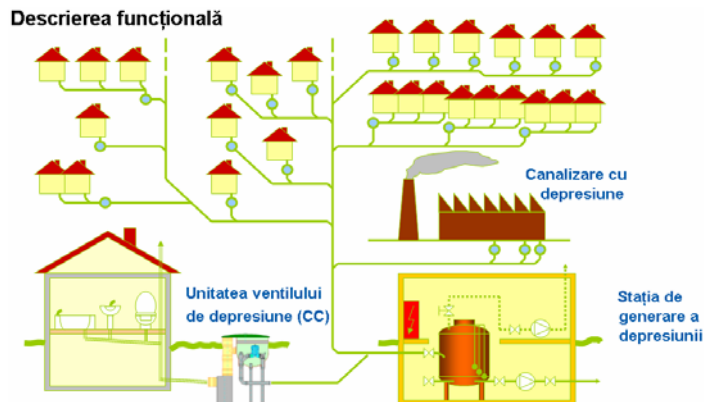 Descrierea funcțională
Canalizare cu
depresiune
Unitatea ventilului
de depresiune (CC)
Stația de
generare a
depresiunii